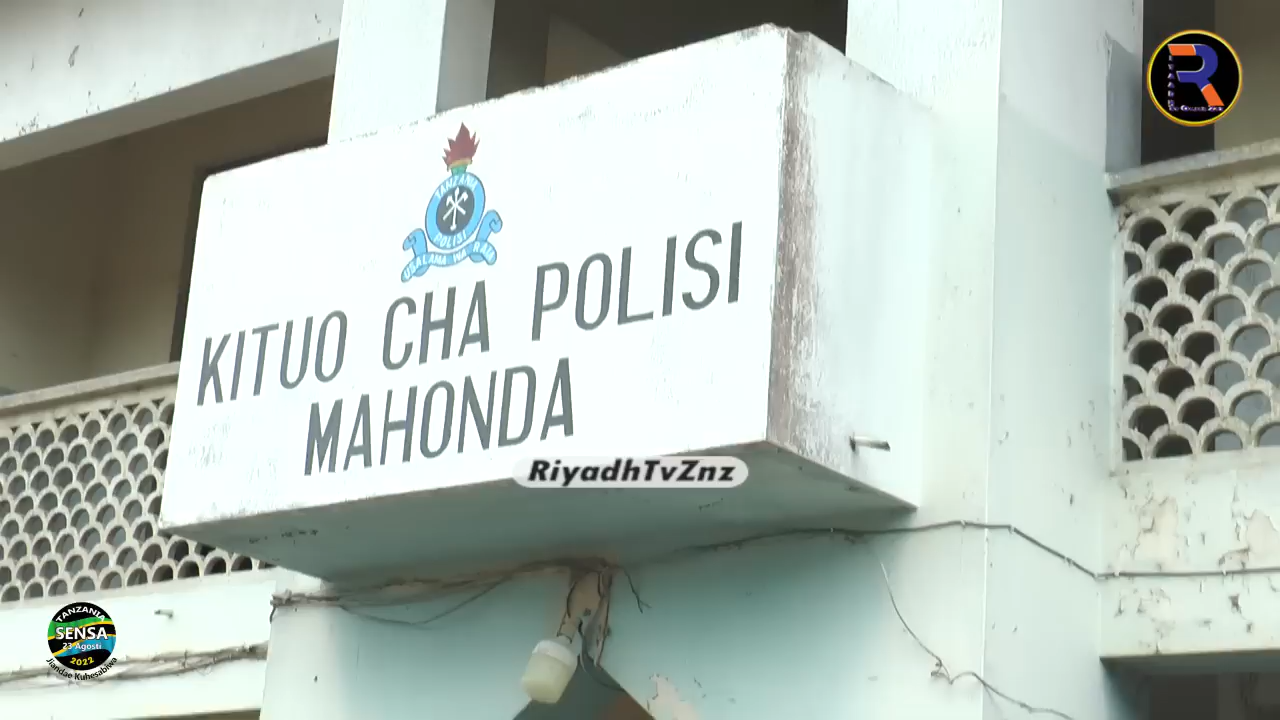 TANZANIA
POLISI
USALAMA WA RAIA
KITUO CHA POLISI
MAHONDA
RiyadhTvZnz
TANZANIA
SENSA
23 Agosti
2022
Jiandae Kuhesabiwa
R